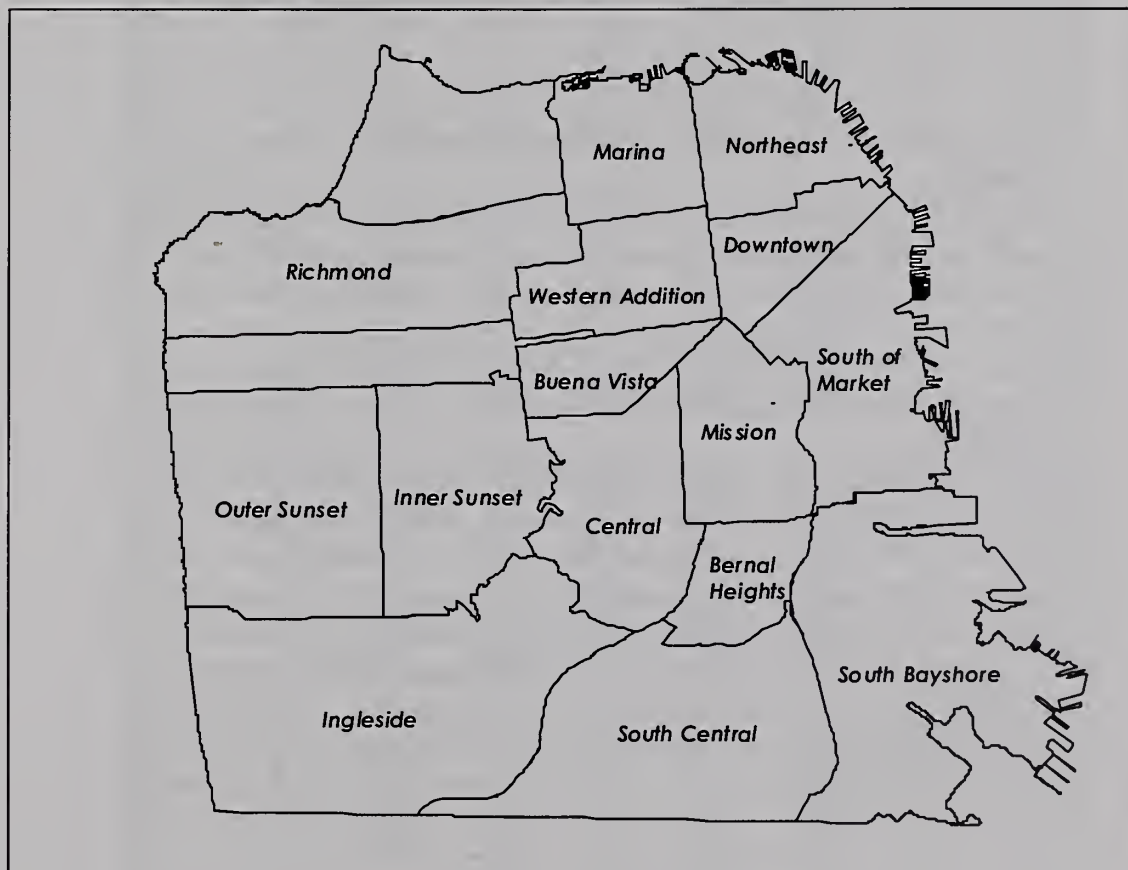 Marina
Northeast
Downtown
Richmond
Western Addition
South of
Market
Buena Vista
Mission
Inner Sunset
Outer Sunset
Central
Bernal
Heights
South Bayshore
Ingleside
South Central